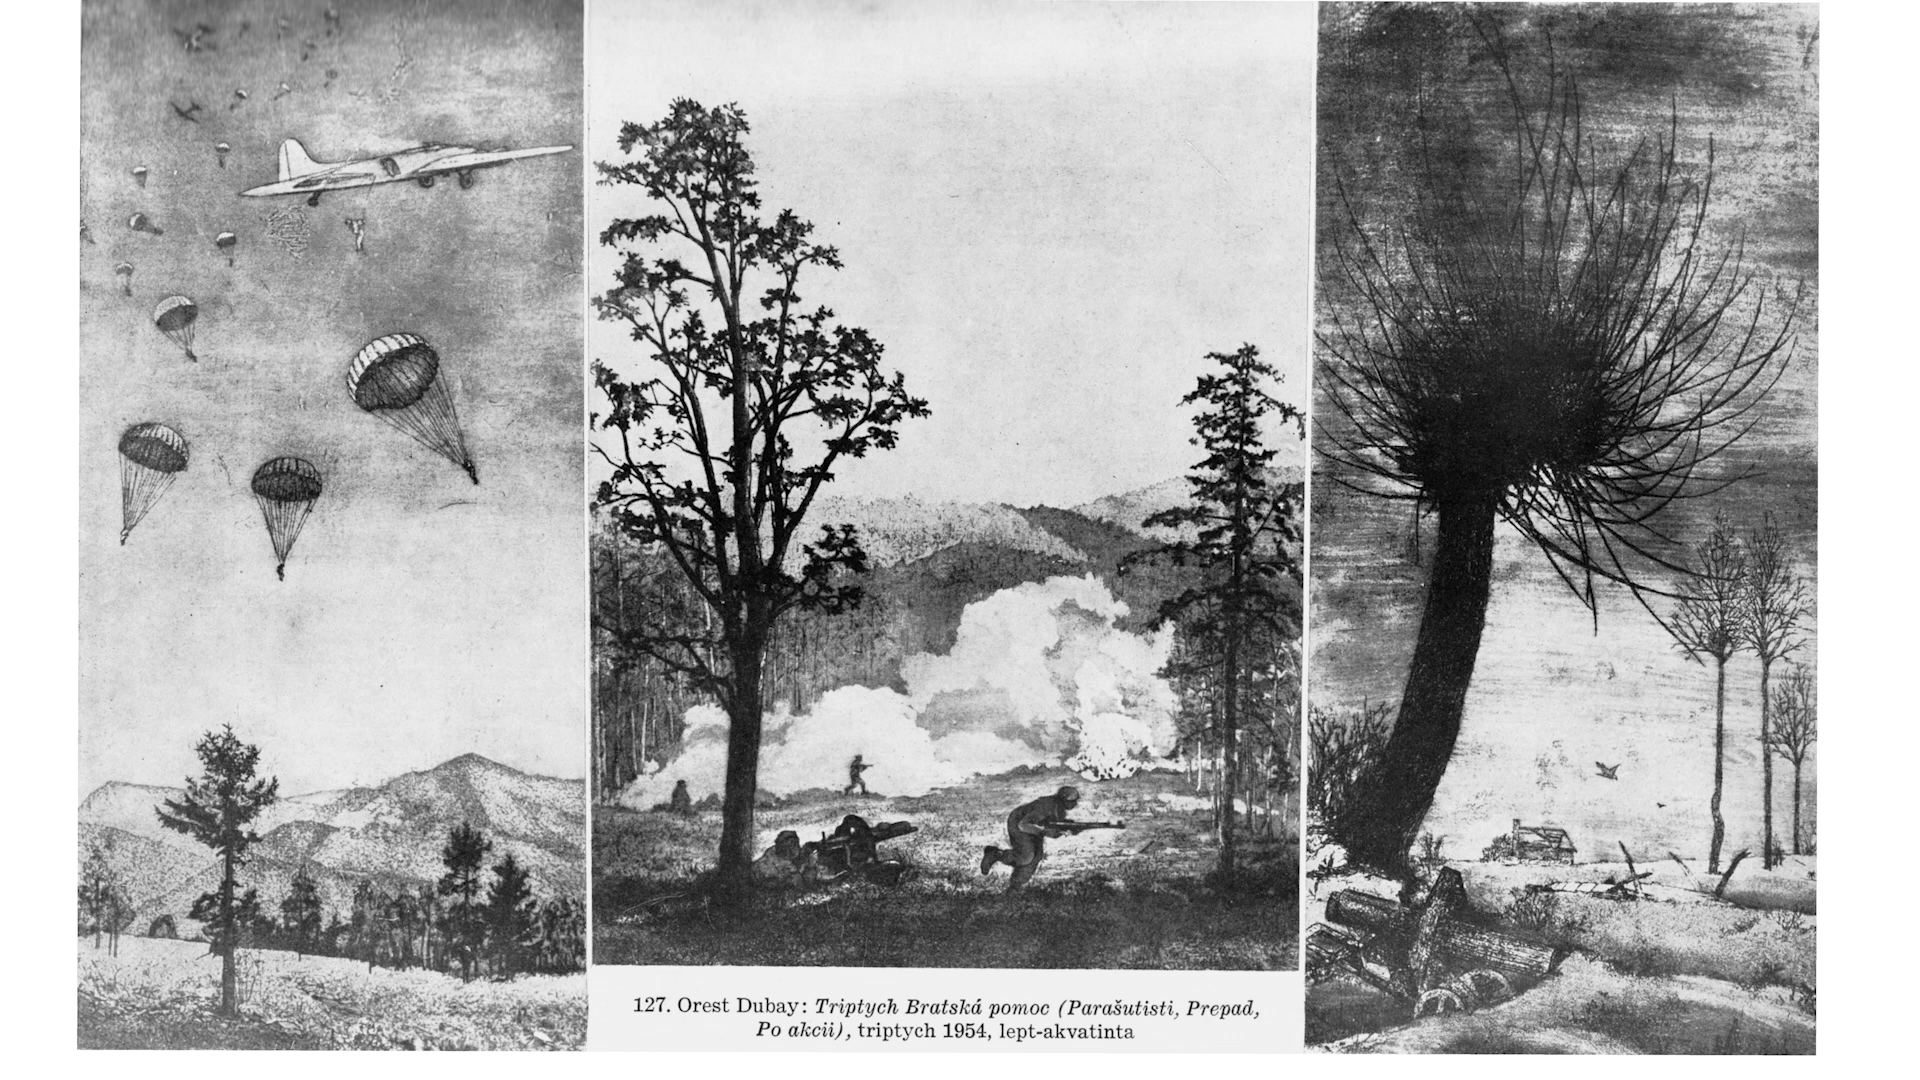 127. Orest Dubay: Triptych Bratská pomoc (Parašutisti, Prepad,
Po akcii), triptych 1954, lept-akvatinta